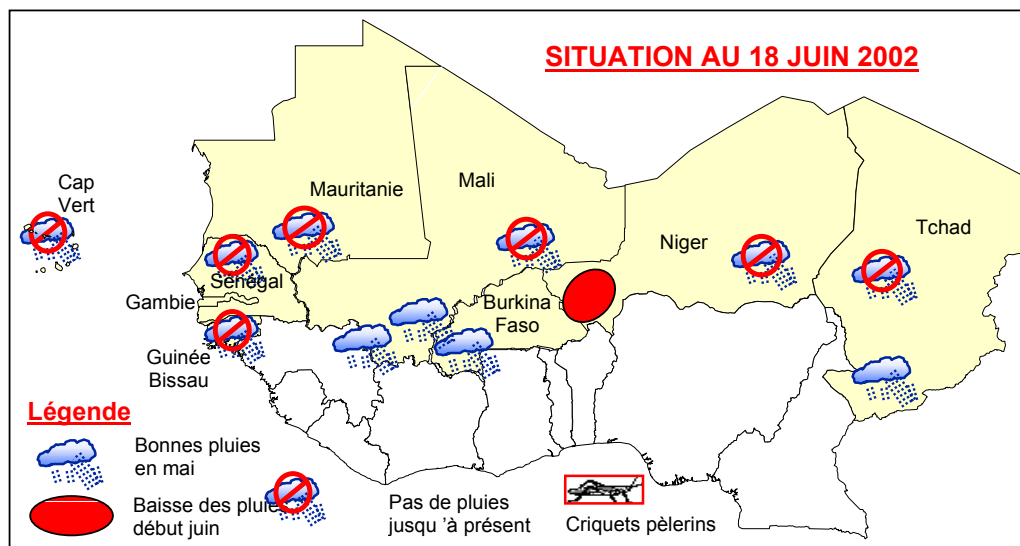 SITUATION AU 18 JUIN 2002
Cap
Vert
Mauritanie
Mali
Niger
Tchad
Sénégal
Gambie
Burkina
Faso
Guinée
Bissau
Légende
Bonnes pluies
en mai
Baisse des pluie
début juin
Pas de pluies
jusqu 'à présent
Criquets pèlerins